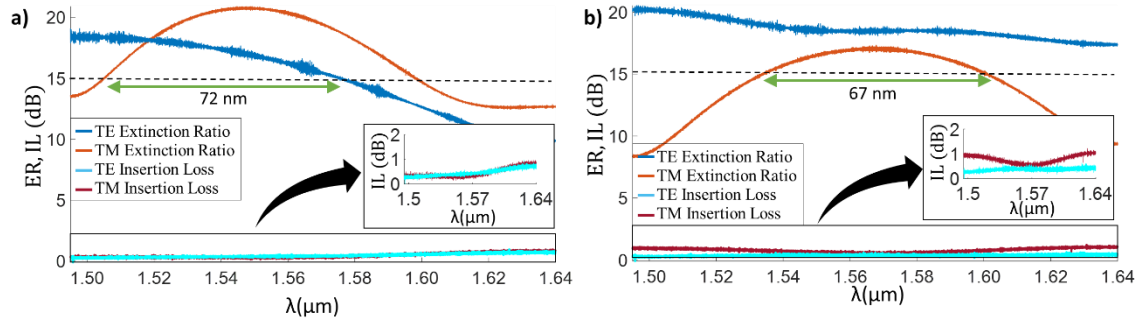 a)
ER, IL (dB)
20
15
10
5
0
72 nm
TE Extinction Ratio
TM Extinction Ratio
TE Insertion Loss
TM Insertion Loss
IL (dB)
2
1
0
1.5 1.57 1.64
λ(μm)
1.50 1.52 1.54 1.56 1.58 1.60 1.62 1.64
λ(μm)
b)
ER, IL (dB)
20
15
10
5
0
67 nm
TE Extinction Ratio
TM Extinction Ratio
TE Insertion Loss
TM Insertion Loss
IL (dB)
2
1
0
1.5 1.57 1.64
λ(μm)
1.50 1.52 1.54 1.56 1.58 1.60 1.62 1.64
λ(μm)